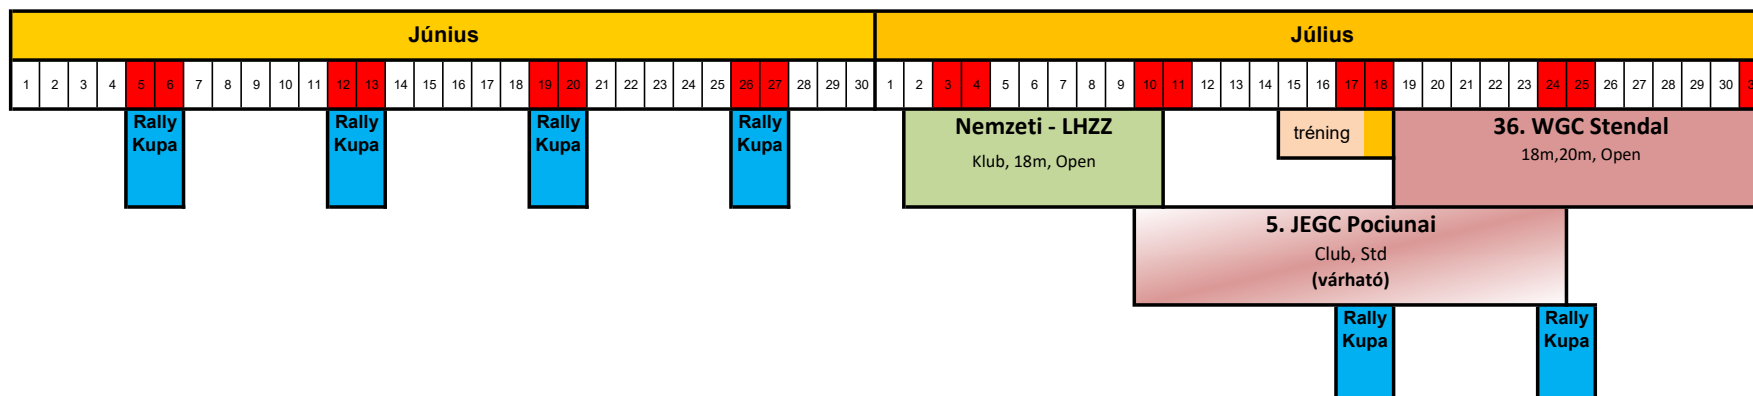 Június Július
1 2 3 4 5 6 7 8 9 10 11 12 13 14 15 16 17 18 19 20 21 22 23 24 25 26 27 28 29 30 1 2 3 4 5 6 7 8 9 10 11 12 13 14 15 16 17 18 19 20 21 22 23 24 25 26 27 28 29 30
Rally
Kupa
Rally
Kupa
Rally
Kupa
Rally
Kupa
Nemzeti - LHZZ
Klub, 18m, Open
tréning
36. WGC Stendal
18m,20m, Open
5. JEGC Pociunai
Club, Std
(várható)
Rally
Kupa
Rally
Kupa